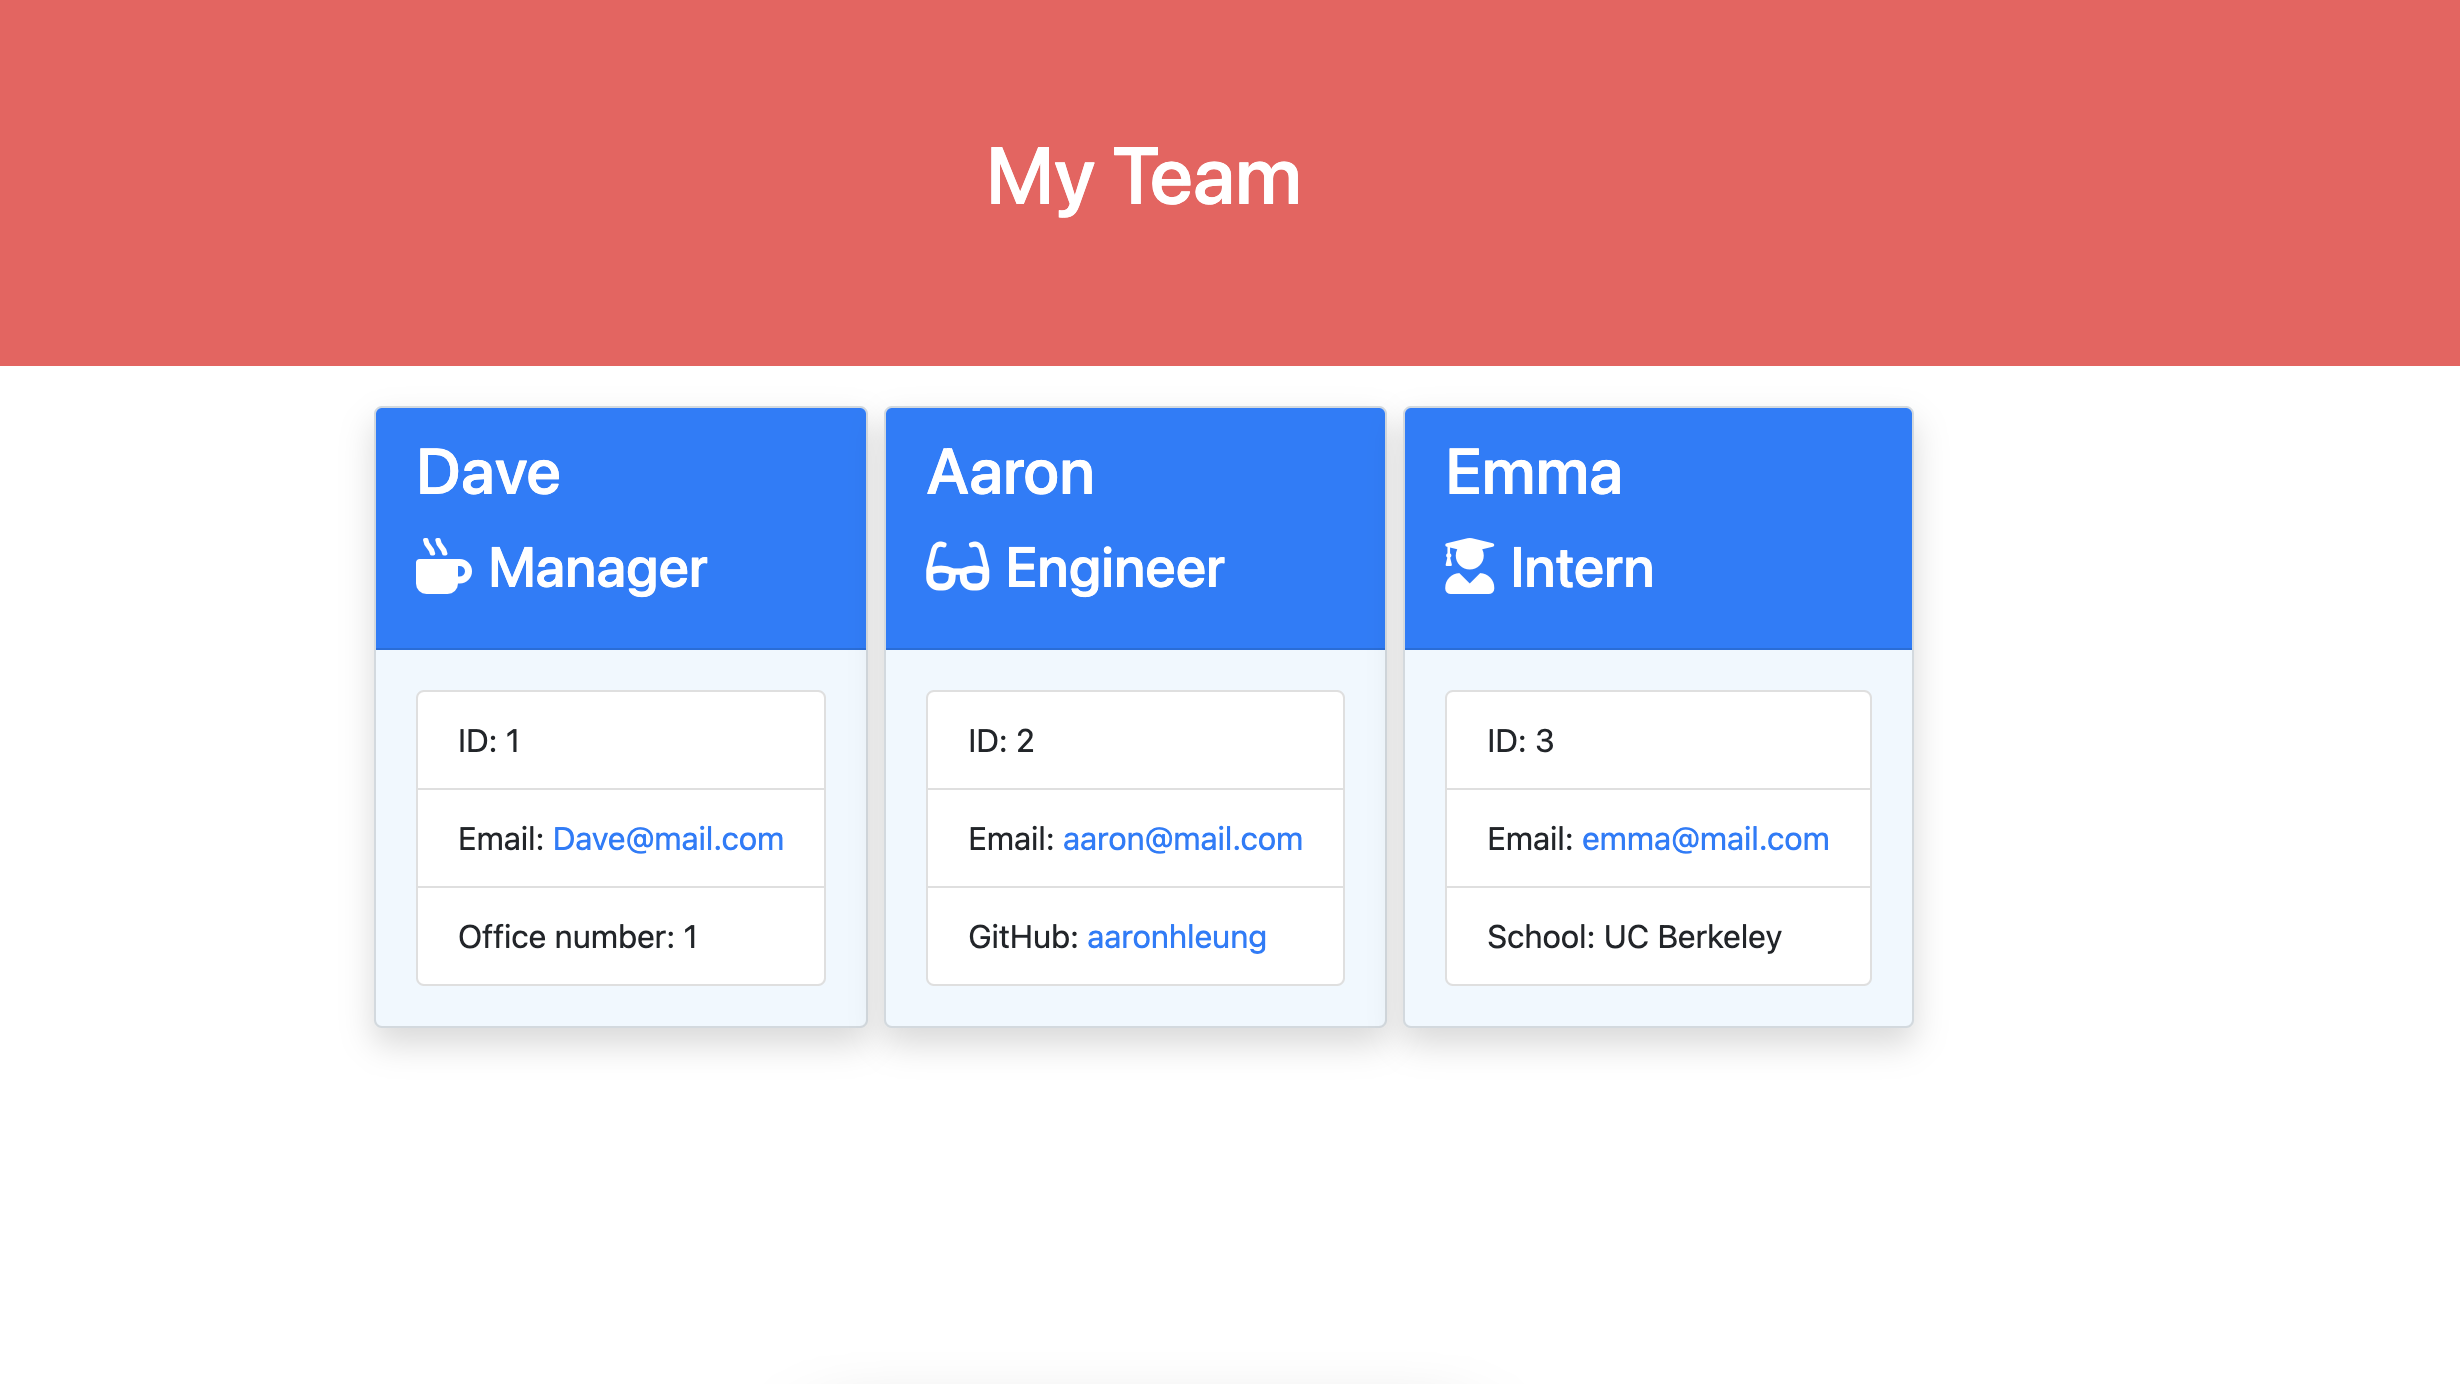 My Team
Dave
Manager
ID: 1
Email: Dave@mail.com
Office number: 1
Aaron
Engineer
ID: 2
Email: aaron@mail.com
GitHub: aaronhleung
Emma
Intern
ID: 3
Email: emma@mail.com
School: UC Berkeley